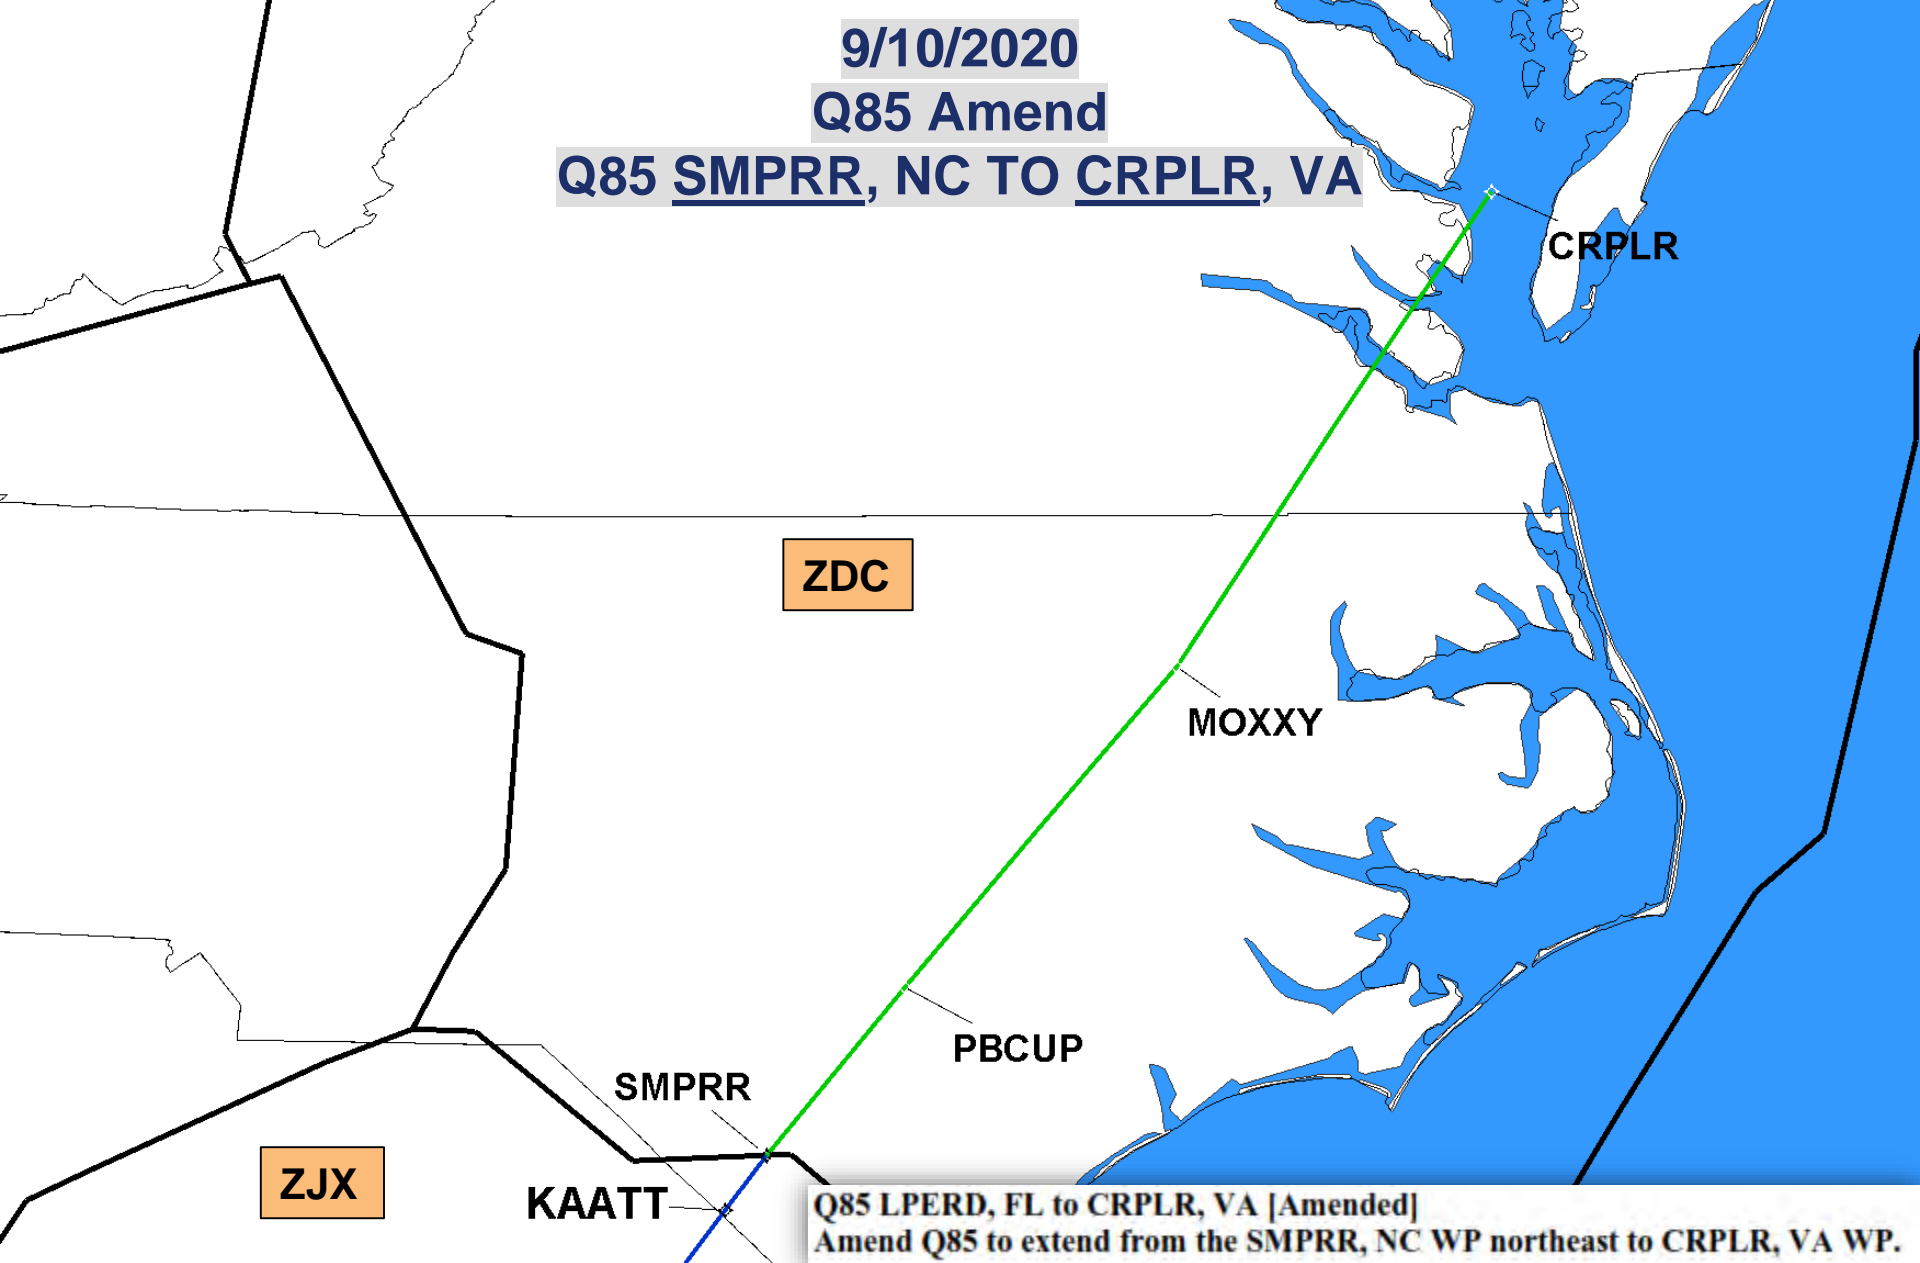 9/10/2020
Q85 Amend
Q85 SMPRR, NC TO CRPLR, VA
CRPLR
ZDC
MOXXY
PBCUP
SMPRR
ZJX
KAATT
Q85 LPERD, FL to CRPLR, VA [Amended]
Amend Q85 to extend from the SMPRR, NC WP northeast to CRPLR, VA WP.